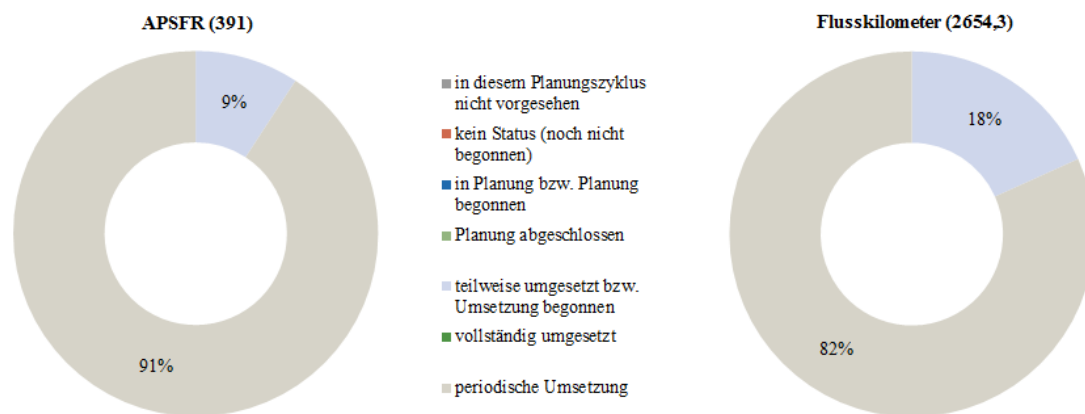 APSFR (391)
9%
91%
in diesem Planungszyklus
nicht vorgesehen
kein Status (noch nicht
begonnen)
in Planung bzw. Planung
begonnen
Planung abgeschlossen
teilweise umgesetzt bzw.
Umsetzung begonnen
vollständig umgesetzt
periodische Umsetzung
Flusskilometer (2654,3)
18%
82%